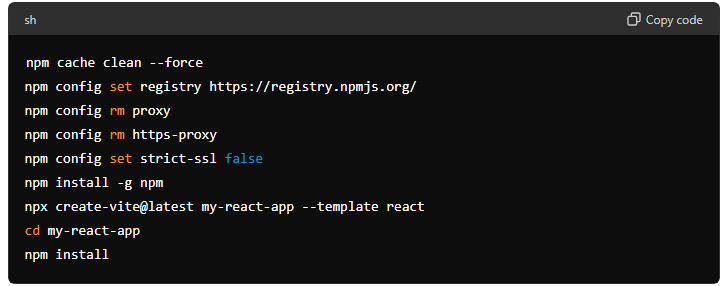 sh
Copy code
npm cache clean --force
npm config set registry https://registry.npmjs.org/
npm config rm proxy
npm config rm https-proxy
npm config set strict-ssl false
npm install -g npm
npx create-vite@latest my-react-app --template react
cd my-react-app
npm install